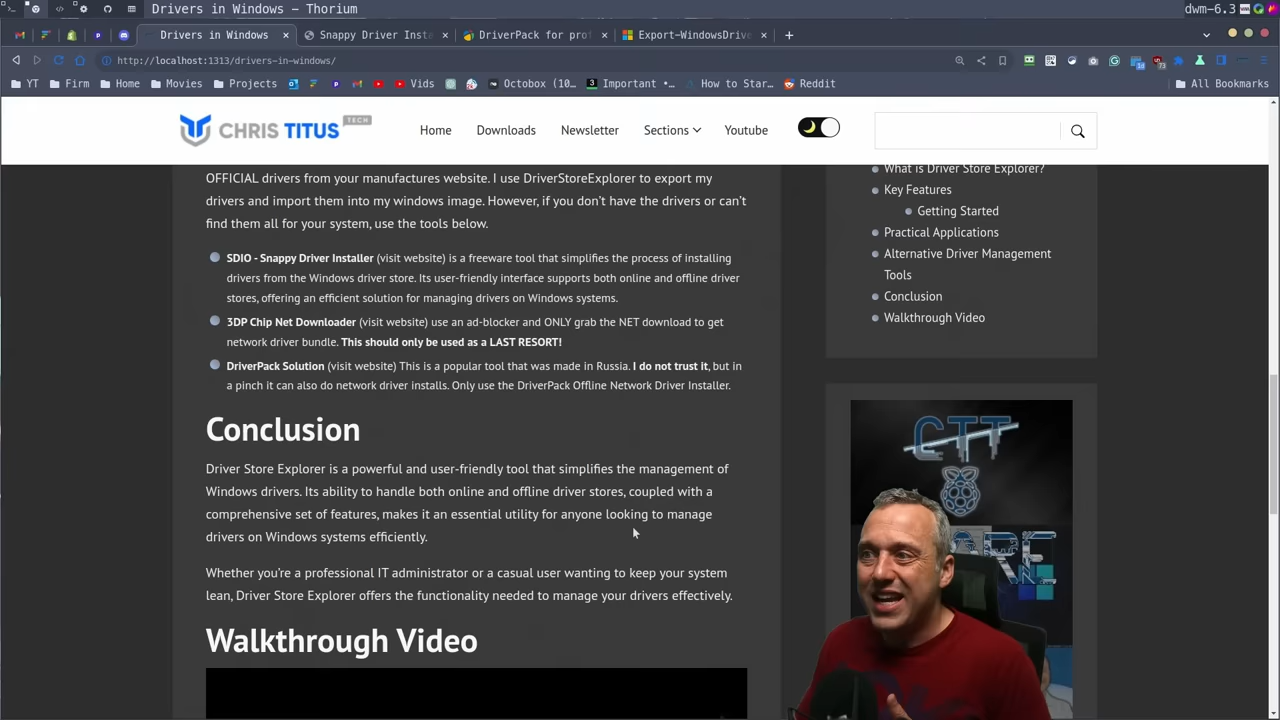 Drivers in Windows - Thorium
dwm-6.3
Drivers in Windows
Snappy Driver Insta
DriverPack for prof
Export-WindowsDrive
http://localhost:1313/drivers-in-windows/
YT
Firm
Home
Movies
Projects
Vids
Octobox (10...
Important •...
How to Star...
Reddit
All Bookmarks
CHRIS TITUS TECH
Home
Downloads
Newsletter
Sections
Youtube
OFFICIAL drivers from your manufactures website. I use DriverStoreExplorer to export my
drivers and import them into my windows image. However, if you don't have the drivers or can't
find them all for your system, use the tools below.
SDIO - Snappy Driver Installer (visit website) is a freeware tool that simplifies the process of installing
drivers from the Windows driver store. Its user-friendly interface supports both online and offline driver
stores, offering an efficient solution for managing drivers on Windows systems.
3DP Chip Net Downloader (visit website) use an ad-blocker and ONLY grab the NET download to get
network driver bundle. This should only be used as a LAST RESORT!
DriverPack Solution (visit website) This is a popular tool that was made in Russia. I do not trust it, but in
a pinch it can also do network driver installs. Only use the DriverPack Offline Network Driver Installer.
Conclusion
Driver Store Explorer is a powerful and user-friendly tool that simplifies the management of
Windows drivers. Its ability to handle both online and offline driver stores, coupled with a
comprehensive set of features, makes it an essential utility for anyone looking to manage
drivers on Windows systems efficiently.
Whether you're a professional IT administrator or a casual user wanting to keep your system
lean, Driver Store Explorer offers the functionality needed to manage your drivers effectively.
Walkthrough Video
What is Driver Store Explorer?
Key Features
Getting Started
Practical Applications
Alternative Driver Management
Tools
Conclusion
Walkthrough Video
CTT